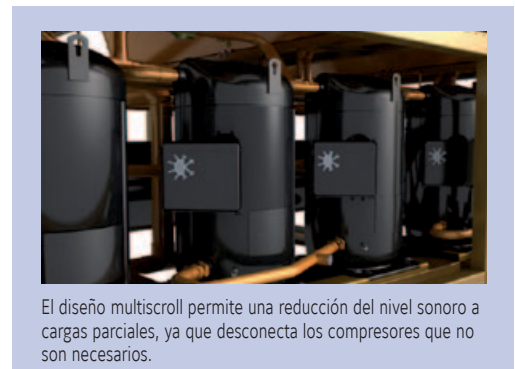 El diseño multiscroll permite una reducción del nivel sonoro a
cargas parciales, ya que desconecta los compresores que no
son necesarios.